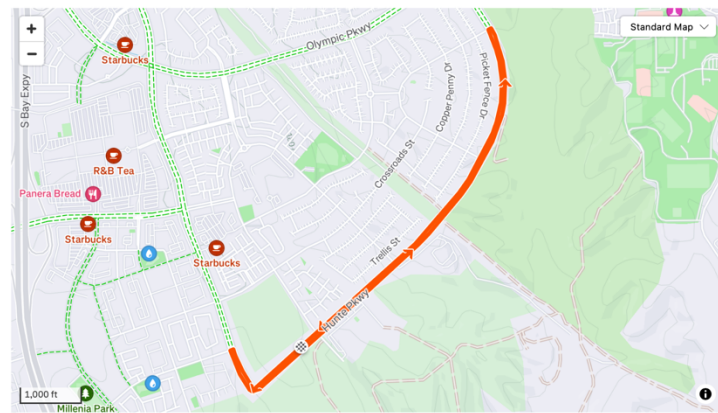 +
Standard Map
−
Olympic Pkwy
Starbucks
Picket Fence Dr
Copper Penny Dr
S Bay Expy
Crossroads St
R&B Tea
Panera Bread
Starbucks
Trellis St
Starbucks
Hunte Pkwy
1,000 ft
Millenia Park